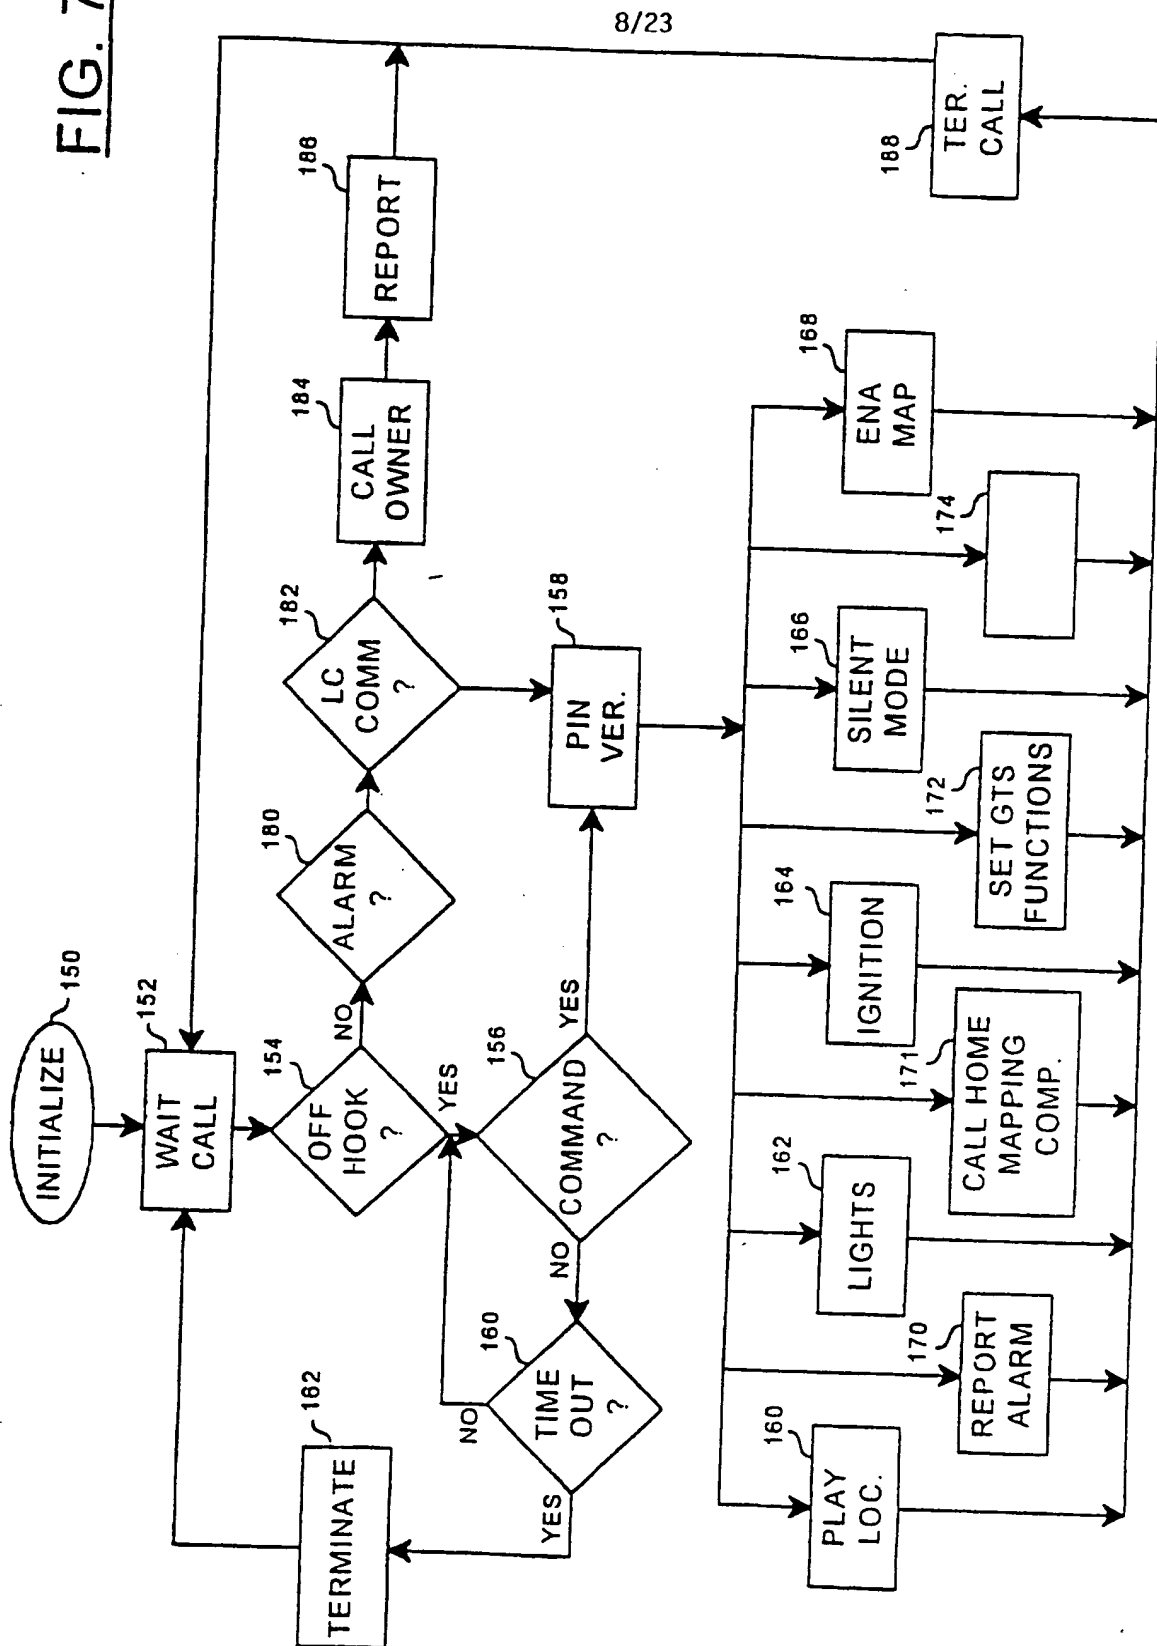 8/23
FIG. 7
INITIALIZE
150
WAIT
CALL
152
OFF
HOOK
?
154
NO
YES
ALARM
?
180
LC
COMM
?
182
CALL
OWNER
184
REPORT
186
COMMAND
?
156
YES
NO
PIN
VER.
158
TIME
OUT
?
160
NO
YES
TERMINATE
162
PLAY
LOC.
160
REPORT
ALARM
170
LIGHTS
162
CALL HOME
MAPPING
COMP.
171
IGNITION
164
SET GTS
FUNCTIONS
172
SILENT
MODE
166
174
ENA
MAP
168
TER.
CALL
188